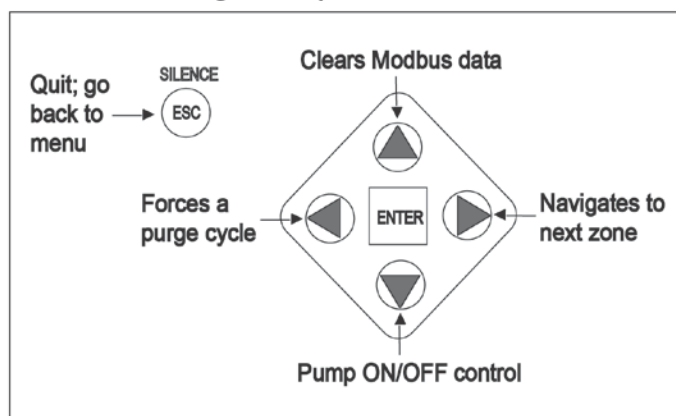 Clears Modbus data
SILENCE
Quit; go
back to
menu
ESC
Forces a
purge cycle
ENTER
Navigates to
next zone
Pump ON/OFF control